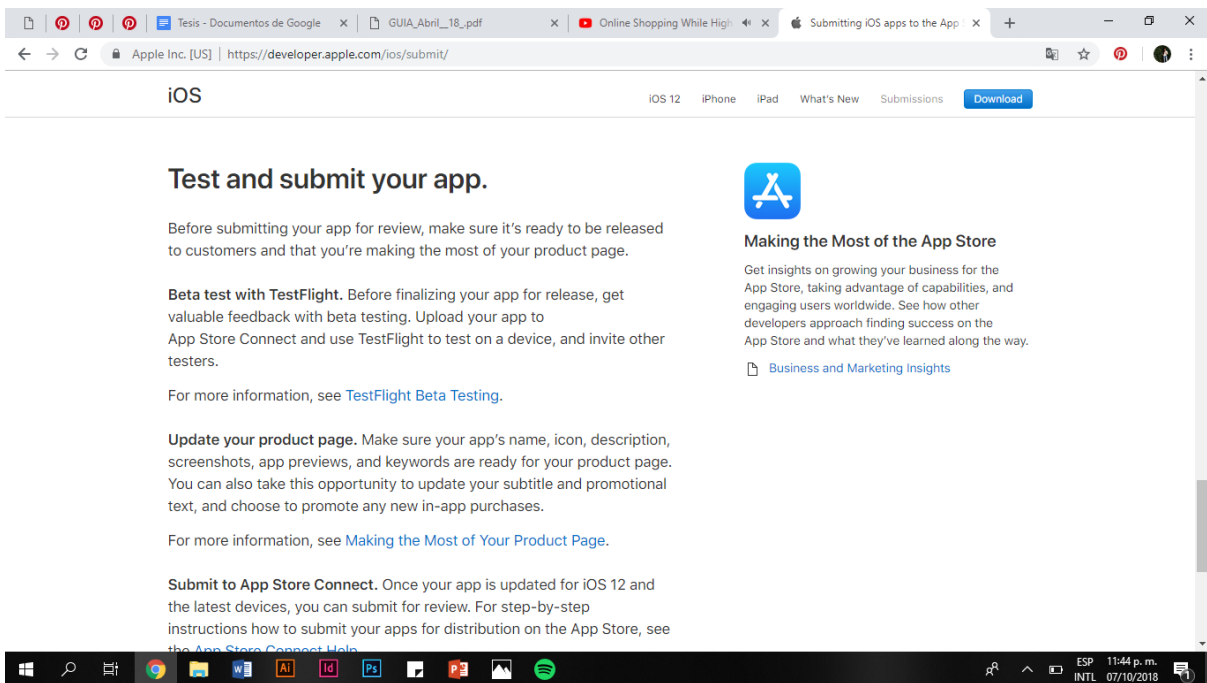 Tesis - Documentos de Google
GUIA_Abril__18_.pdf
Online Shopping While High
Submitting iOS apps to the App
Apple Inc. [US] | https://developer.apple.com/ios/submit/
iOS
iOS 12 iPhone iPad What's New Submissions Download
Test and submit your app.
Before submitting your app for review, make sure it's ready to be released
to customers and that you're making the most of your product page.
Beta test with TestFlight. Before finalizing your app for release, get
valuable feedback with beta testing. Upload your app to
App Store Connect and use TestFlight to test on a device, and invite other
testers.
For more information, see TestFlight Beta Testing.
Update your product page. Make sure your app's name, icon, description,
screenshots, app previews, and keywords are ready for your product page.
You can also take this opportunity to update your subtitle and promotional
text, and choose to promote any new in-app purchases.
For more information, see Making the Most of Your Product Page.
Submit to App Store Connect. Once your app is updated for iOS 12 and
the latest devices, you can submit for review. For step-by-step
instructions how to submit your apps for distribution on the App Store, see
the App Store Connect Help
Making the Most of the App Store
Get insights on growing your business for the
App Store, taking advantage of capabilities, and
engaging users worldwide. See how other
developers approach finding success on the
App Store and what they've learned along the way.
Business and Marketing Insights
Ai Id Ps
ESP 11:44 p. m.
INTL 07/10/2018
1